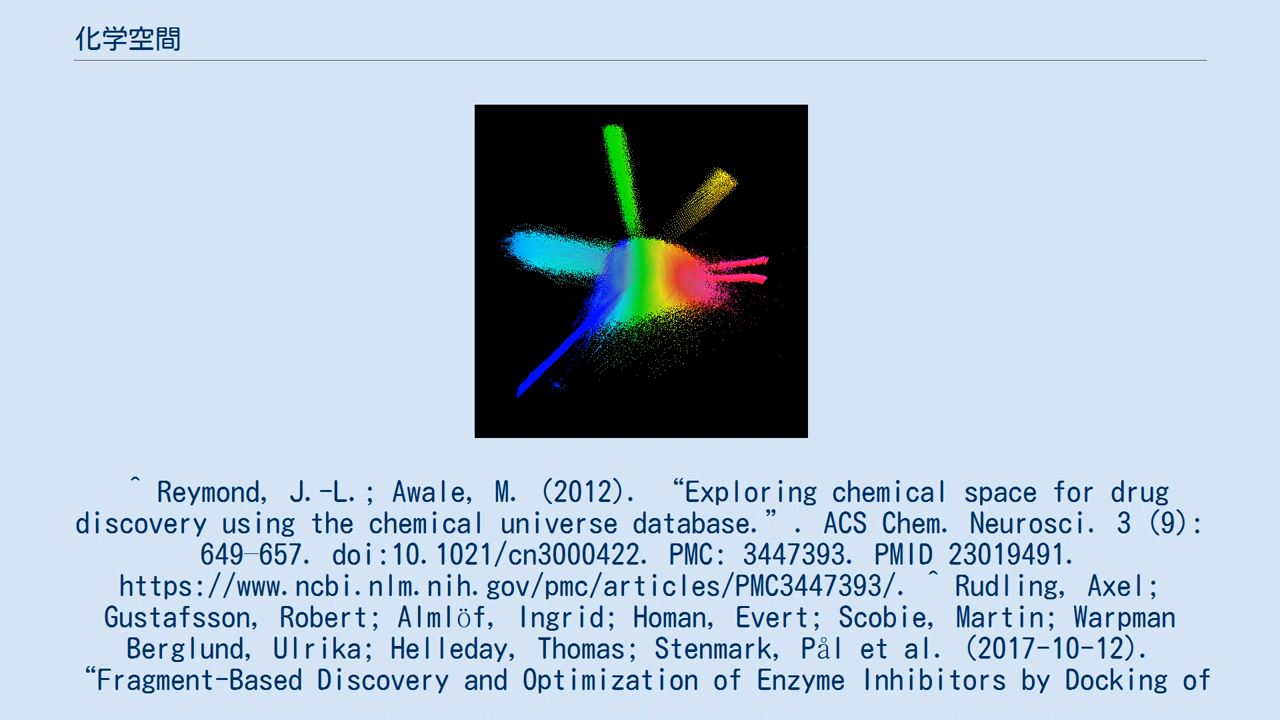 化学空間
^ Reymond, J.-L.; Awale, M. (2012). “Exploring chemical space for drug
discovery using the chemical universe database.”. ACS Chem. Neurosci. 3 (9):
649–657. doi:10.1021/cn3000422. PMC: 3447393. PMID 23019491.
https://www.ncbi.nlm.nih.gov/pmc/articles/PMC3447393/. ^ Rudling, Axel;
Gustafsson, Robert; Almlöf, Ingrid; Homan, Evert; Scobie, Martin; Warpman
Berglund, Ulrika; Helleday, Thomas; Stenmark, Pål et al. (2017-10-12).
“Fragment-Based Discovery and Optimization of Enzyme Inhibitors by Docking of